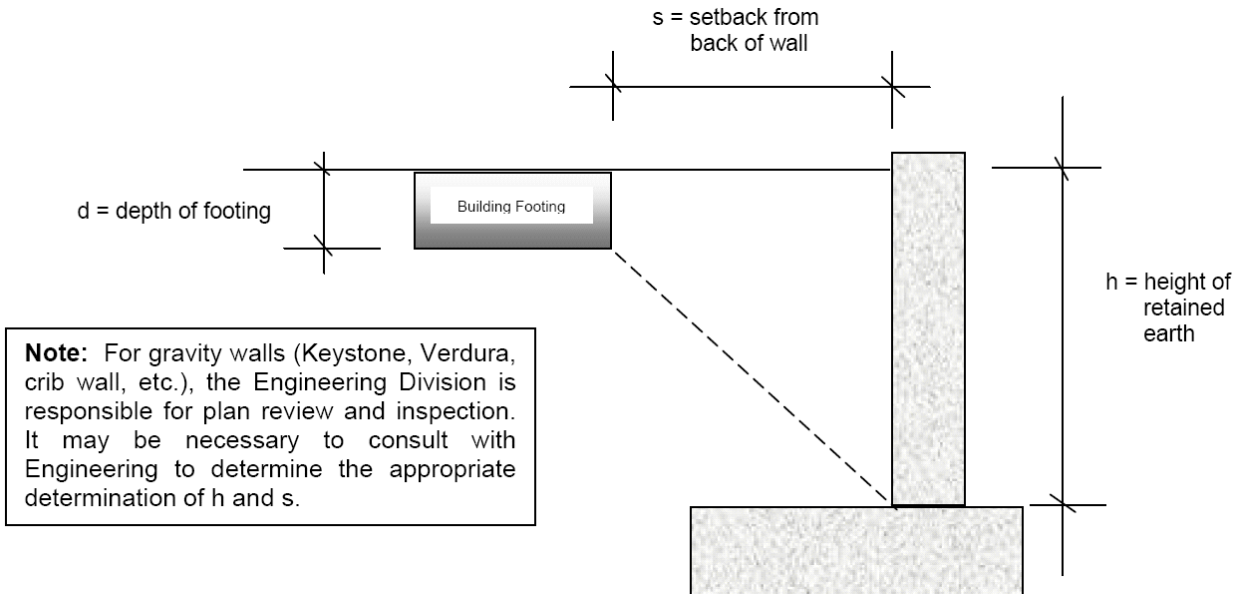 s = setback from
back of wall
d = depth of footing
Building Footing
h = height of
retained
earth
Note: For gravity walls (Keystone, Verdura,
crib wall, etc.), the Engineering Division is
responsible for plan review and inspection.
It may be necessary to consult with
Engineering to determine the appropriate
determination of h and s.